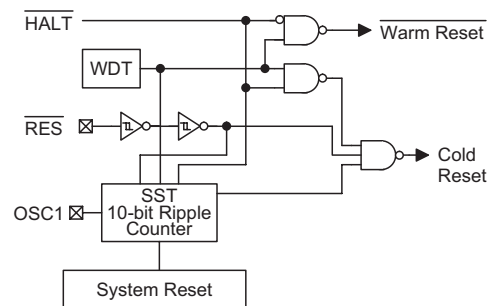 HALT
Warm Reset
WDT
RES
Cold
Reset
SST
10-bit Ripple
Counter
OSC1
System Reset